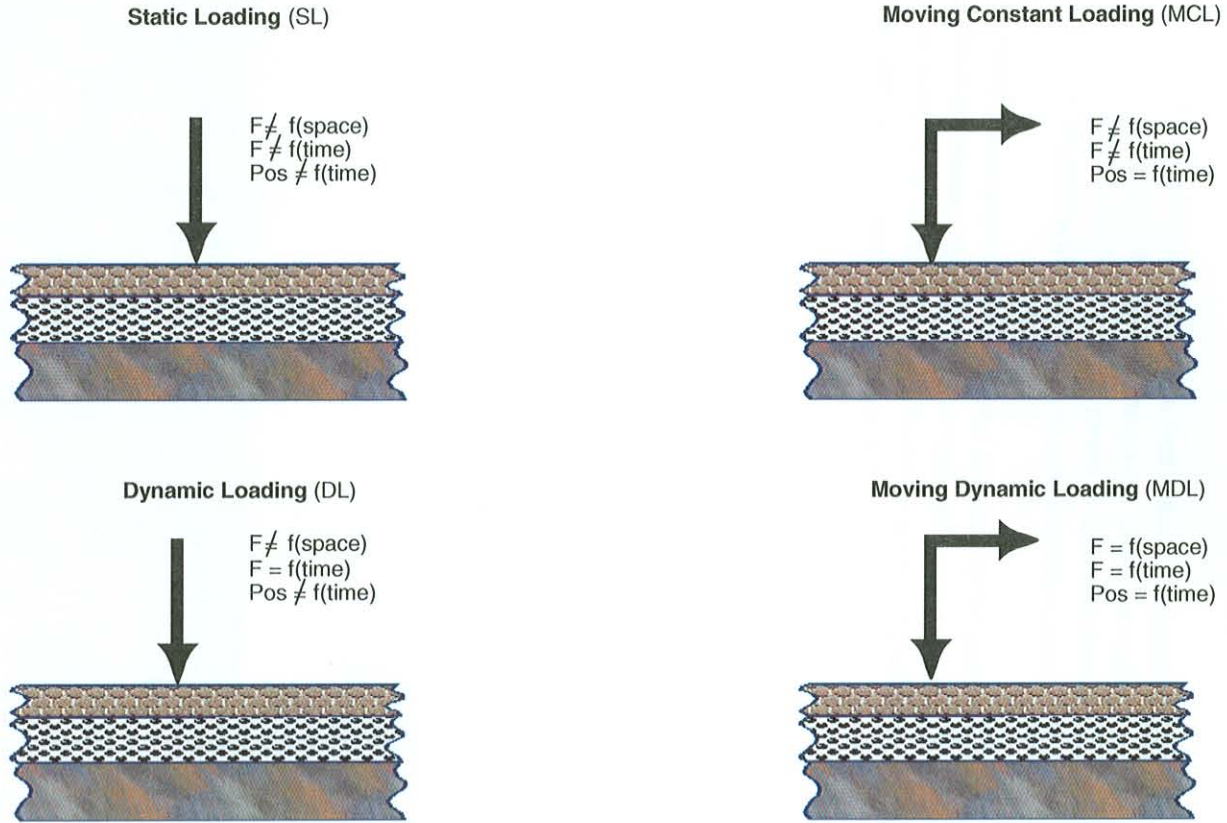 Static Loading (SL)
F ≠ f(space)
F ≠ f(time)
Pos ≠ f(time)
Moving Constant Loading (MCL)
F ≠ f(space)
F ≠ f(time)
Pos = f(time)
Dynamic Loading (DL)
F ≠ f(space)
F = f(time)
Pos ≠ f(time)
Moving Dynamic Loading (MDL)
F = f(space)
F = f(time)
Pos = f(time)